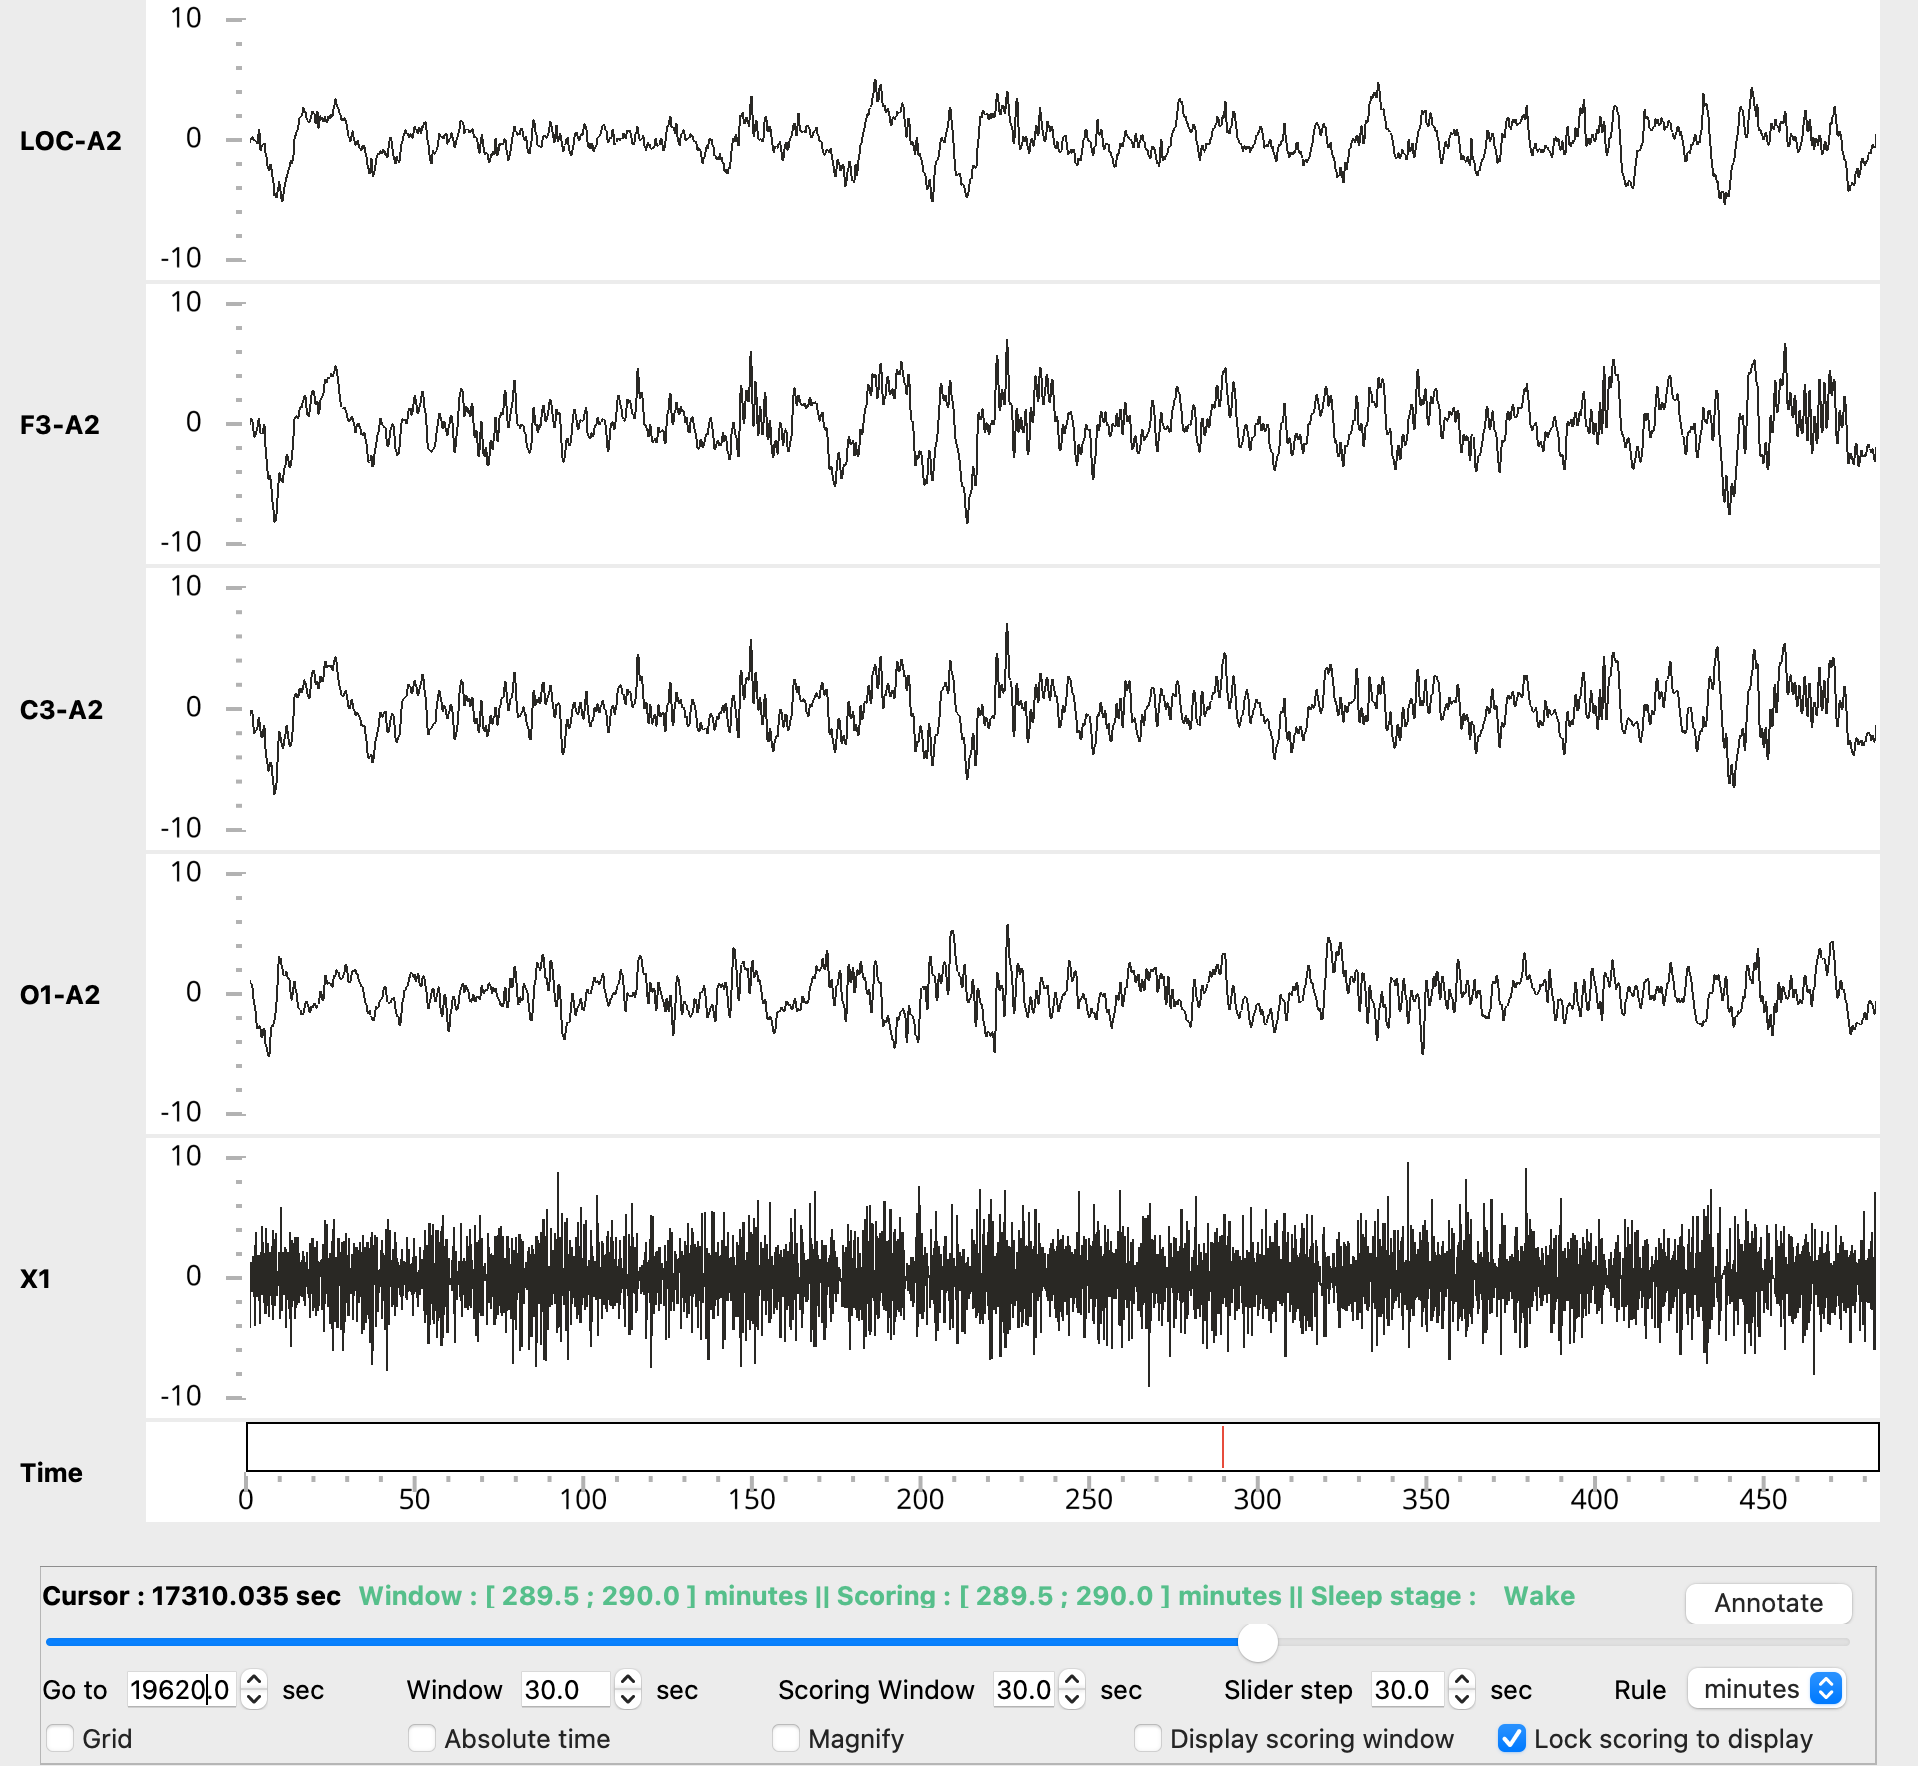 10
LOC-A2
0
-10
10
F3-A2
0
-10
10
C3-A2
0
-10
10
O1-A2
0
-10
10
X1
0
-10
Time
0 50 100 150 200 250 300 350 400 450
Cursor : 17310.035 sec Window : [ 289.5 ; 290.0 ] minutes || Scoring : [ 289.5 ; 290.0 ] minutes || Sleep stage : Wake Annotate
Go to 19620.0 sec Window 30.0 sec Scoring Window 30.0 sec Slider step 30.0 sec Rule minutes
Grid Absolute time Magnify Display scoring window Lock scoring to display